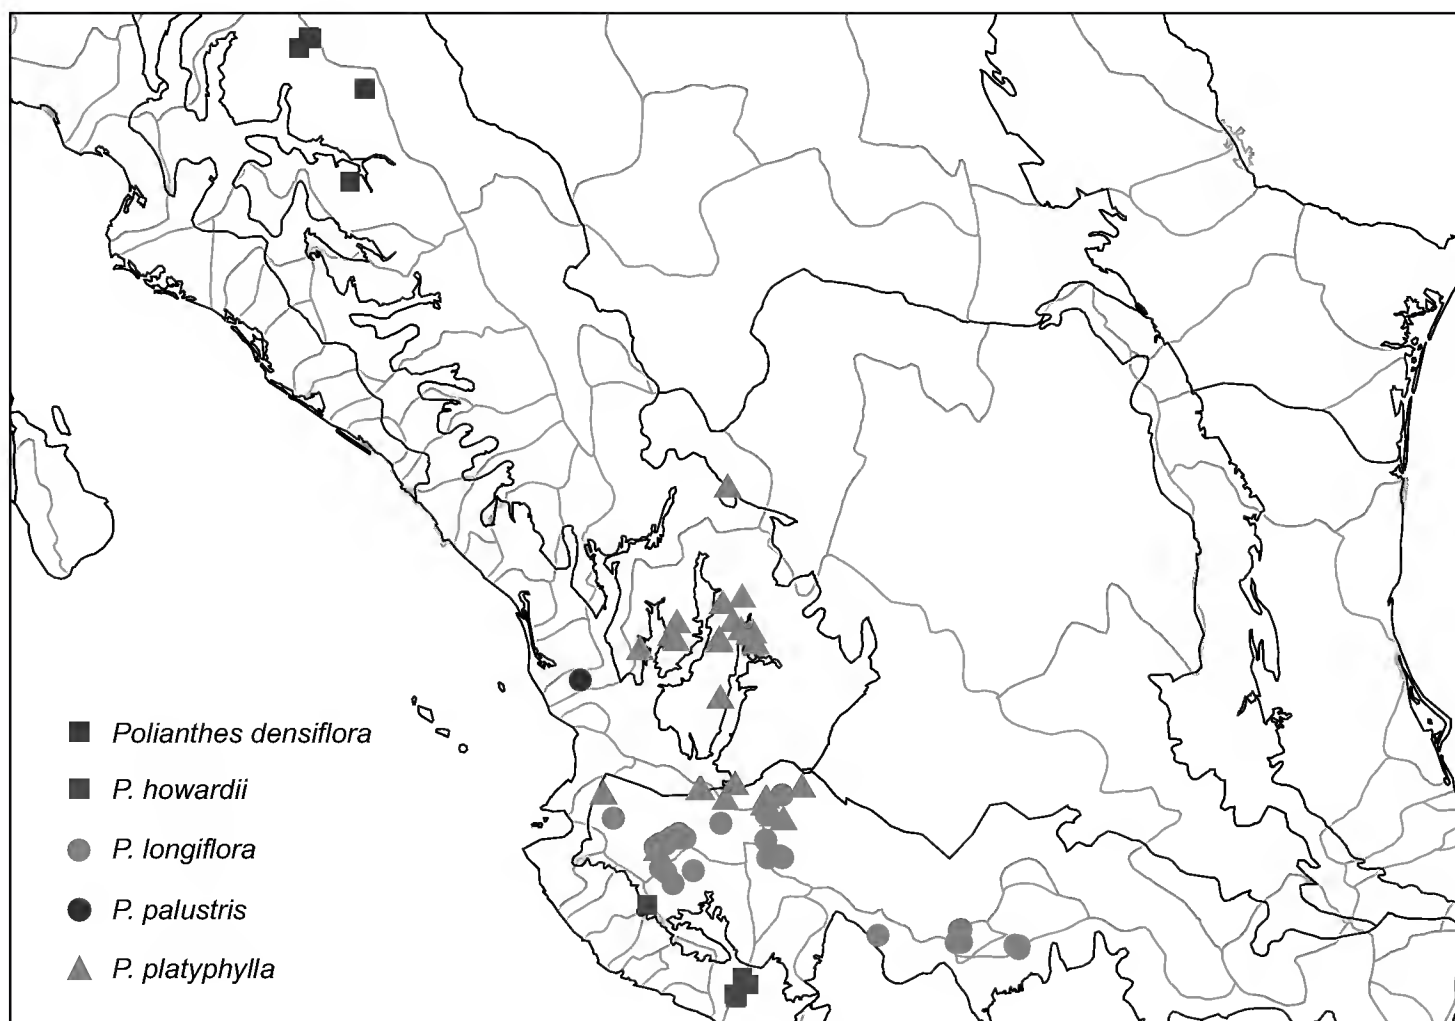 Polianthes densiflora
P. howardii
P. longiflora
P. palustris
P. platyphylla